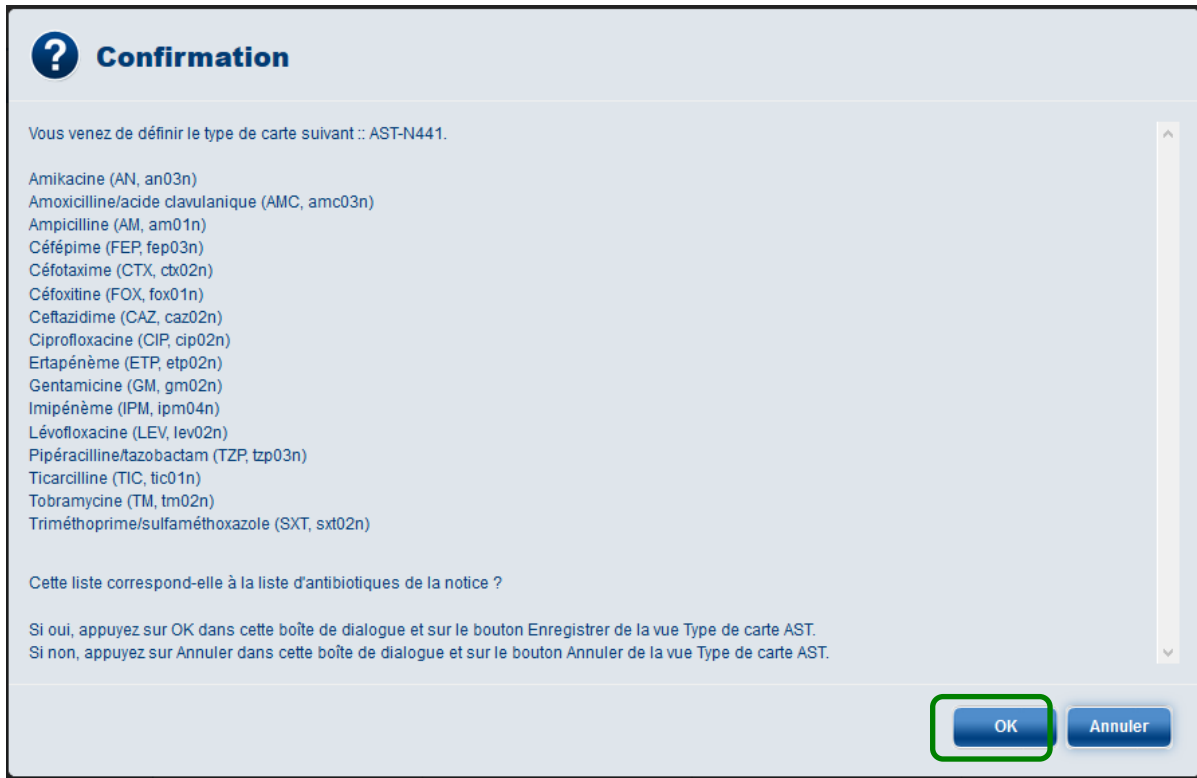 Confirmation
Vous venez de définir le type de carte suivant :: AST-N441.
Amikacine (AN, an03n)
Amoxicilline/acide clavulanique (AMC, amc03n)
Ampicilline (AM, am01n)
Céfépime (FEP, fep03n)
Céfotaxime (CTX, ctx02n)
Céfoxitine (FOX, fox01n)
Ceftazidime (CAZ, caz02n)
Ciprofloxacine (CIP, cip02n)
Ertapénème (ETP, etp02n)
Gentamicine (GM, gm02n)
Imipénème (IPM, ipm04n)
Lévofloxacine (LEV, lev02n)
Pipéracilline/tazobactam (TZP, tzp03n)
Ticarcilline (TIC, tic01n)
Tobramycine (TM, tm02n)
Triméthoprime/sulfaméthoxazole (SXT, sxt02n)
Cette liste correspond-elle à la liste d'antibiotiques de la notice ?
Si oui, appuyez sur OK dans cette boîte de dialogue et sur le bouton Enregistrer de la vue Type de carte AST.
Si non, appuyez sur Annuler dans cette boîte de dialogue et sur le bouton Annuler de la vue Type de carte AST.
OK Annuler